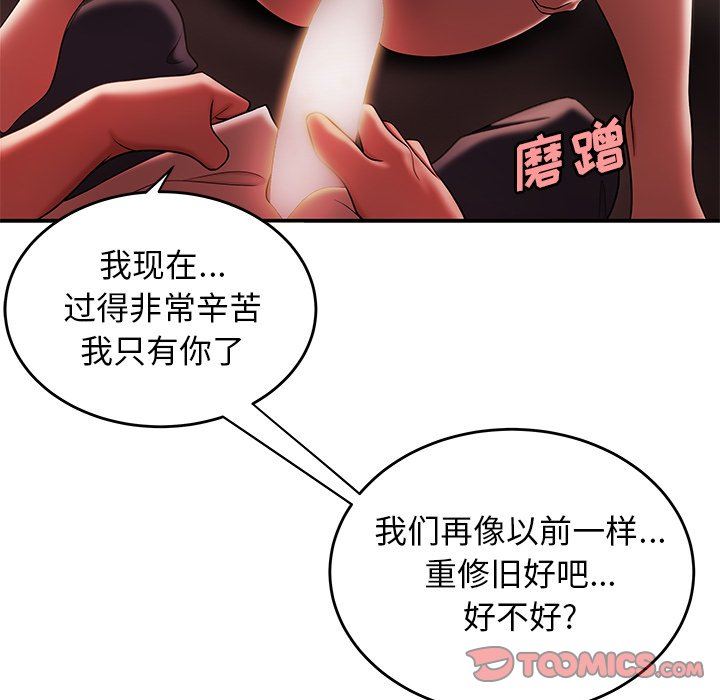 磨蹭
我现在...
过得非常辛苦
我只有你了
我们再像以前一样...
重修旧好吧...
好不好?
TOOMICS.COM